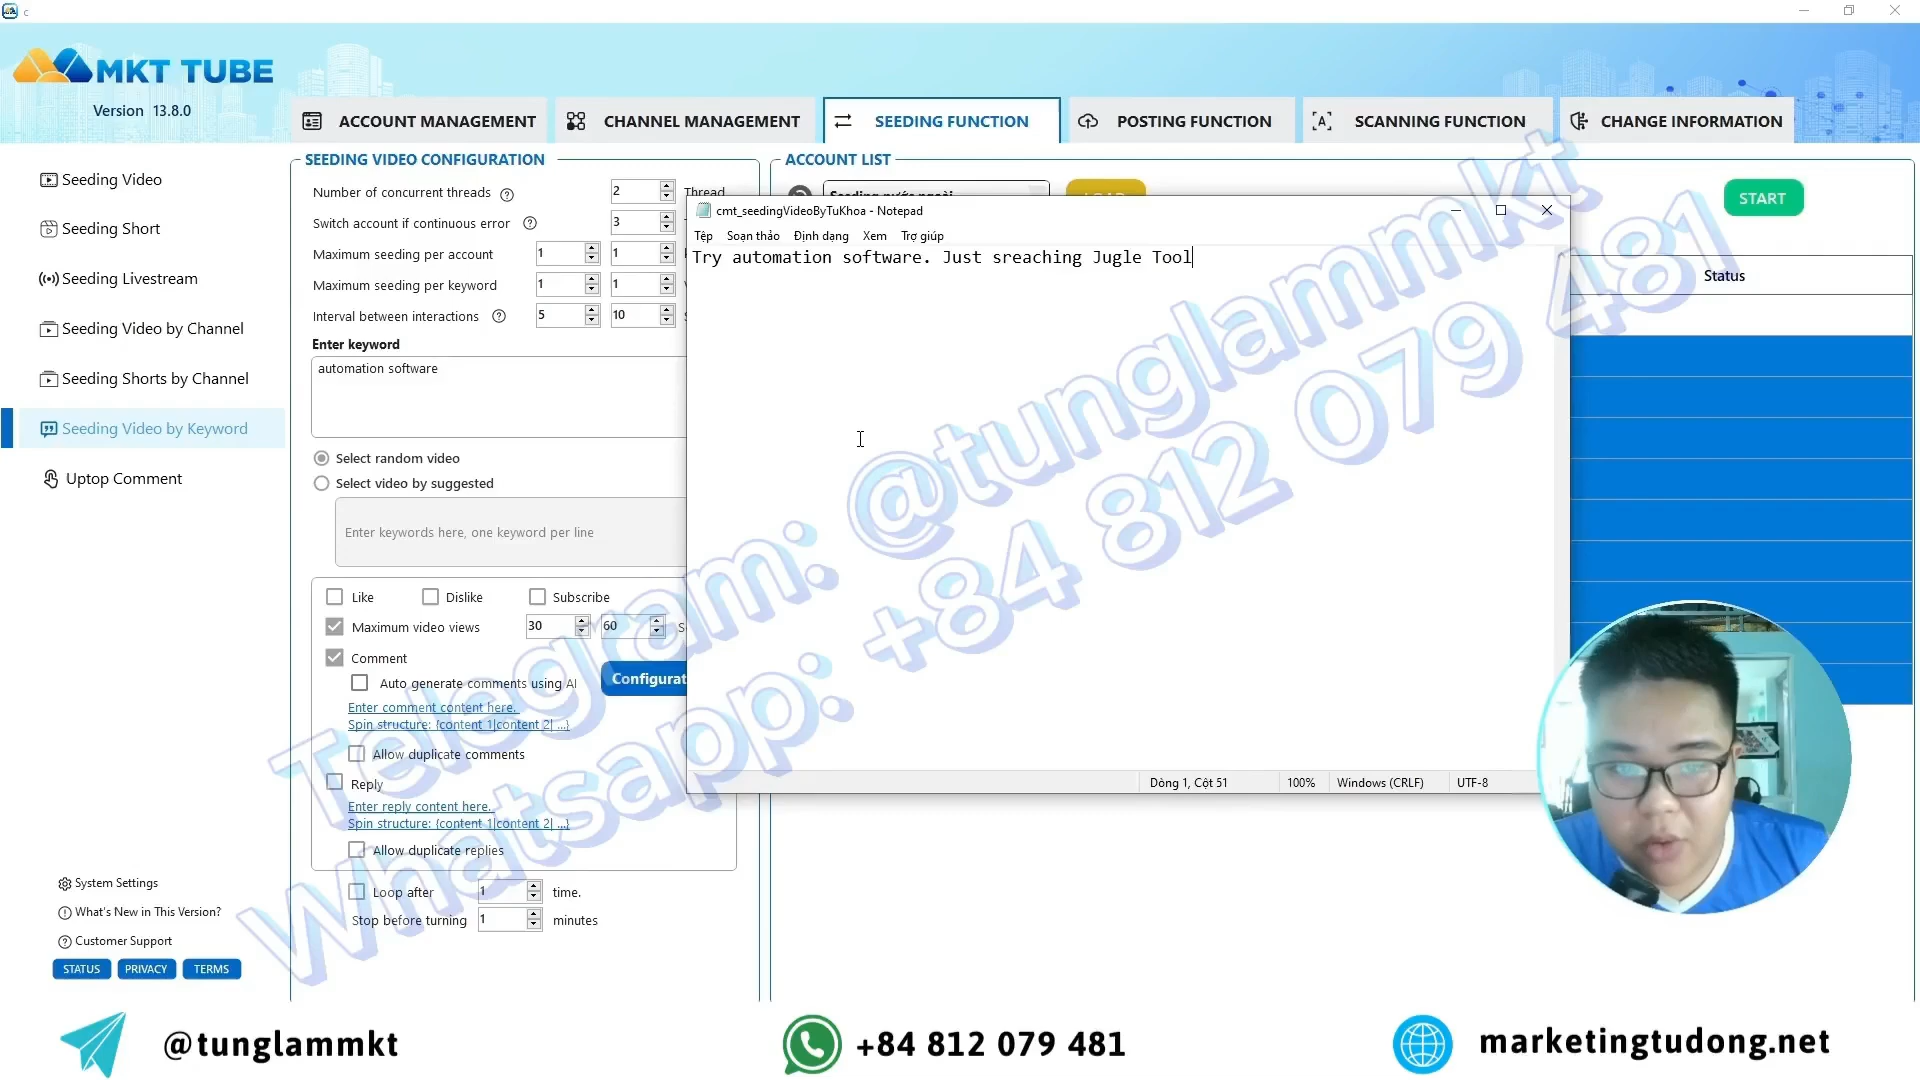 c
MKT TUBE
Version 13.8.0
ACCOUNT MANAGEMENT
CHANNEL MANAGEMENT
SEEDING FUNCTION
POSTING FUNCTION
SCANNING FUNCTION
CHANGE INFORMATION
Seeding Video
Seeding Short
Seeding Livestream
Seeding Video by Channel
Seeding Shorts by Channel
Seeding Video by Keyword
Uptop Comment
System Settings
What's New in This Version?
Customer Support
STATUS PRIVACY TERMS
SEEDING VIDEO CONFIGURATION
Number of concurrent threads 2 Thread
Switch account if continuous error 3
Maximum seeding per account 1 1
Maximum seeding per keyword 1 1
Interval between interactions 5 10
Enter keyword
automation software
Select random video
Select video by suggested
Enter keywords here, one keyword per line
Like Dislike Subscribe
Maximum video views 30 60 S
Comment
Auto generate comments using AI
Configurat
Enter comment content here.
Spin structure: {content 1|content 2| ...}
Allow duplicate comments
Reply
Enter reply content here.
Spin structure: {content 1|content 2| ...}
Allow duplicate replies
Loop after 1 time.
Stop before turning 1 minutes
ACCOUNT LIST
Seeding nước ngoài
LOAD
START
Status
cmt_seedingVideoByTuKhoa - Notepad
Tệp Soạn thảo Định dạng Xem Trợ giúp
Try automation software. Just sreaching Jugle Tool
Dòng 1, Cột 51 100% Windows (CRLF) UTF-8
Telegram: @tunglammkt
Whatsapp: +84 812 079 481
@tunglammkt
+84 812 079 481
marketingtudong.net